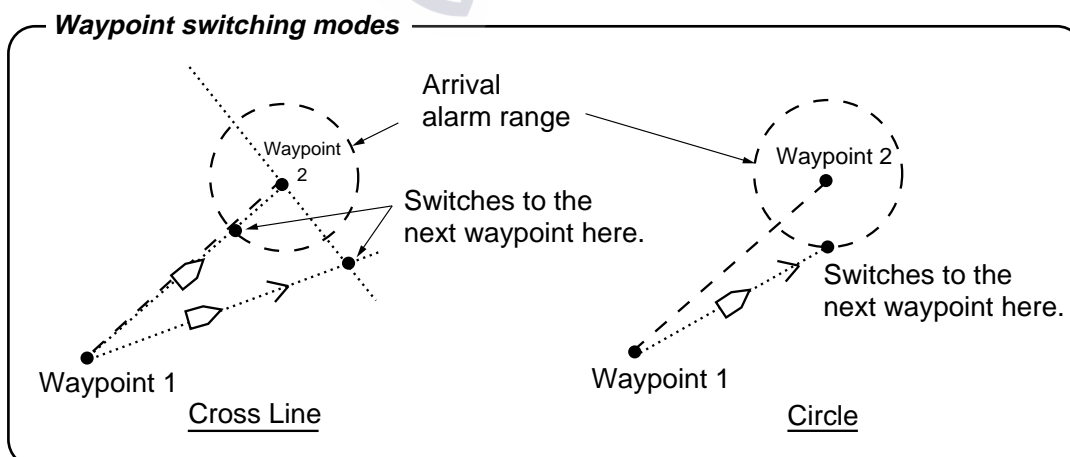 Waypoint switching modes
Arrival
alarm range
Waypoint
2
Switches to the
next waypoint here.
Waypoint 1
Cross Line
Waypoint 2
Switches to the
next waypoint here.
Waypoint 1
Circle